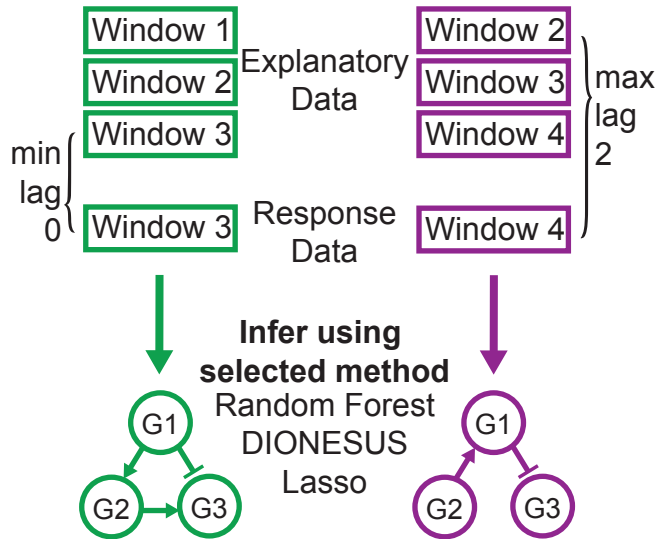 Window 1
Window 2
Window 3
min
lag
0
Window 3
Explanatory
Data
Response
Data
Window 2
Window 3
Window 4
max
lag
2
Window 4
Infer using
selected method
Random Forest
DIONESUS
Lasso
G1
G2
G3
G1
G2
G3